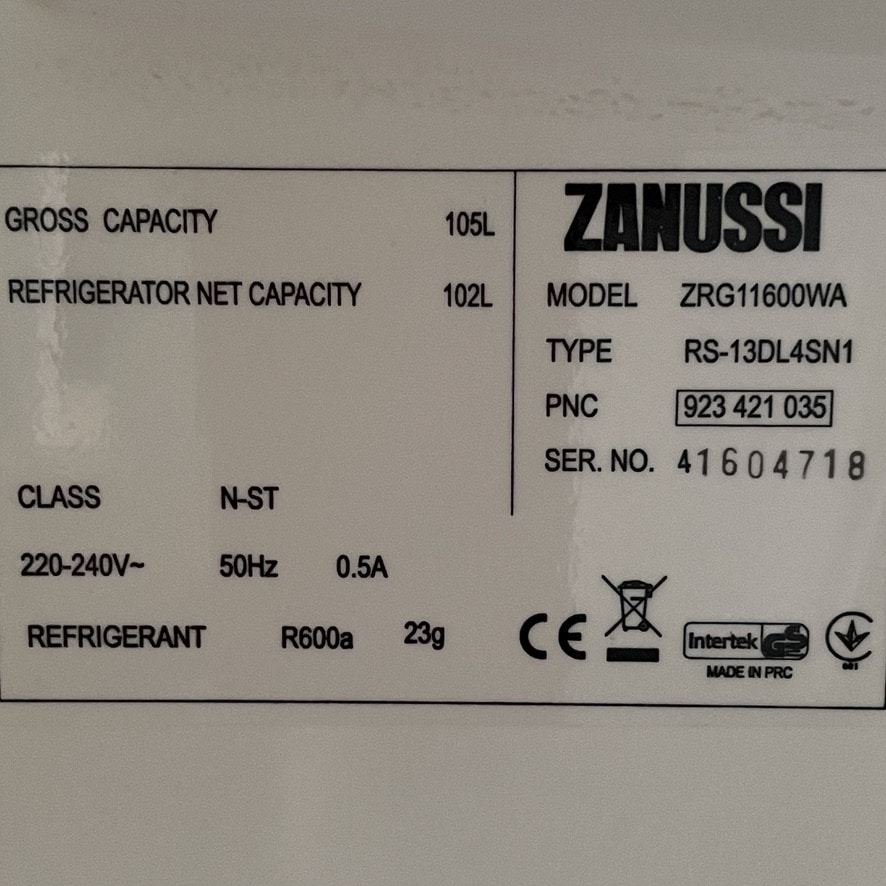 GROSS CAPACITY 105L
REFRIGERATOR NET CAPACITY 102L
CLASS N-ST
220-240V~ 50Hz 0.5A
REFRIGERANT R600a 23g
ZANUSSI
MODEL ZRG11600WA
TYPE RS-13DL4SN1
PNC 923 421 035
SER. NO. 41604718
CE
Intertek GS
MADE IN PRC